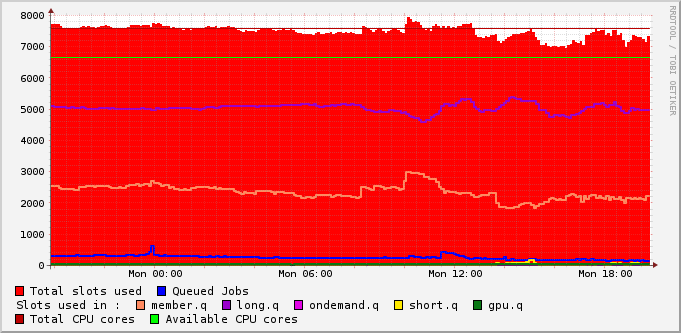 RRDTOOL / TOBI OETIKER
8000
7000
6000
5000
4000
3000
2000
1000
0
Mon 00:00 Mon 06:00 Mon 12:00 Mon 18:00
Total slots used Queued Jobs
Slots used in : member.q long.q ondemand.q short.q gpu.q
Total CPU cores Available CPU cores